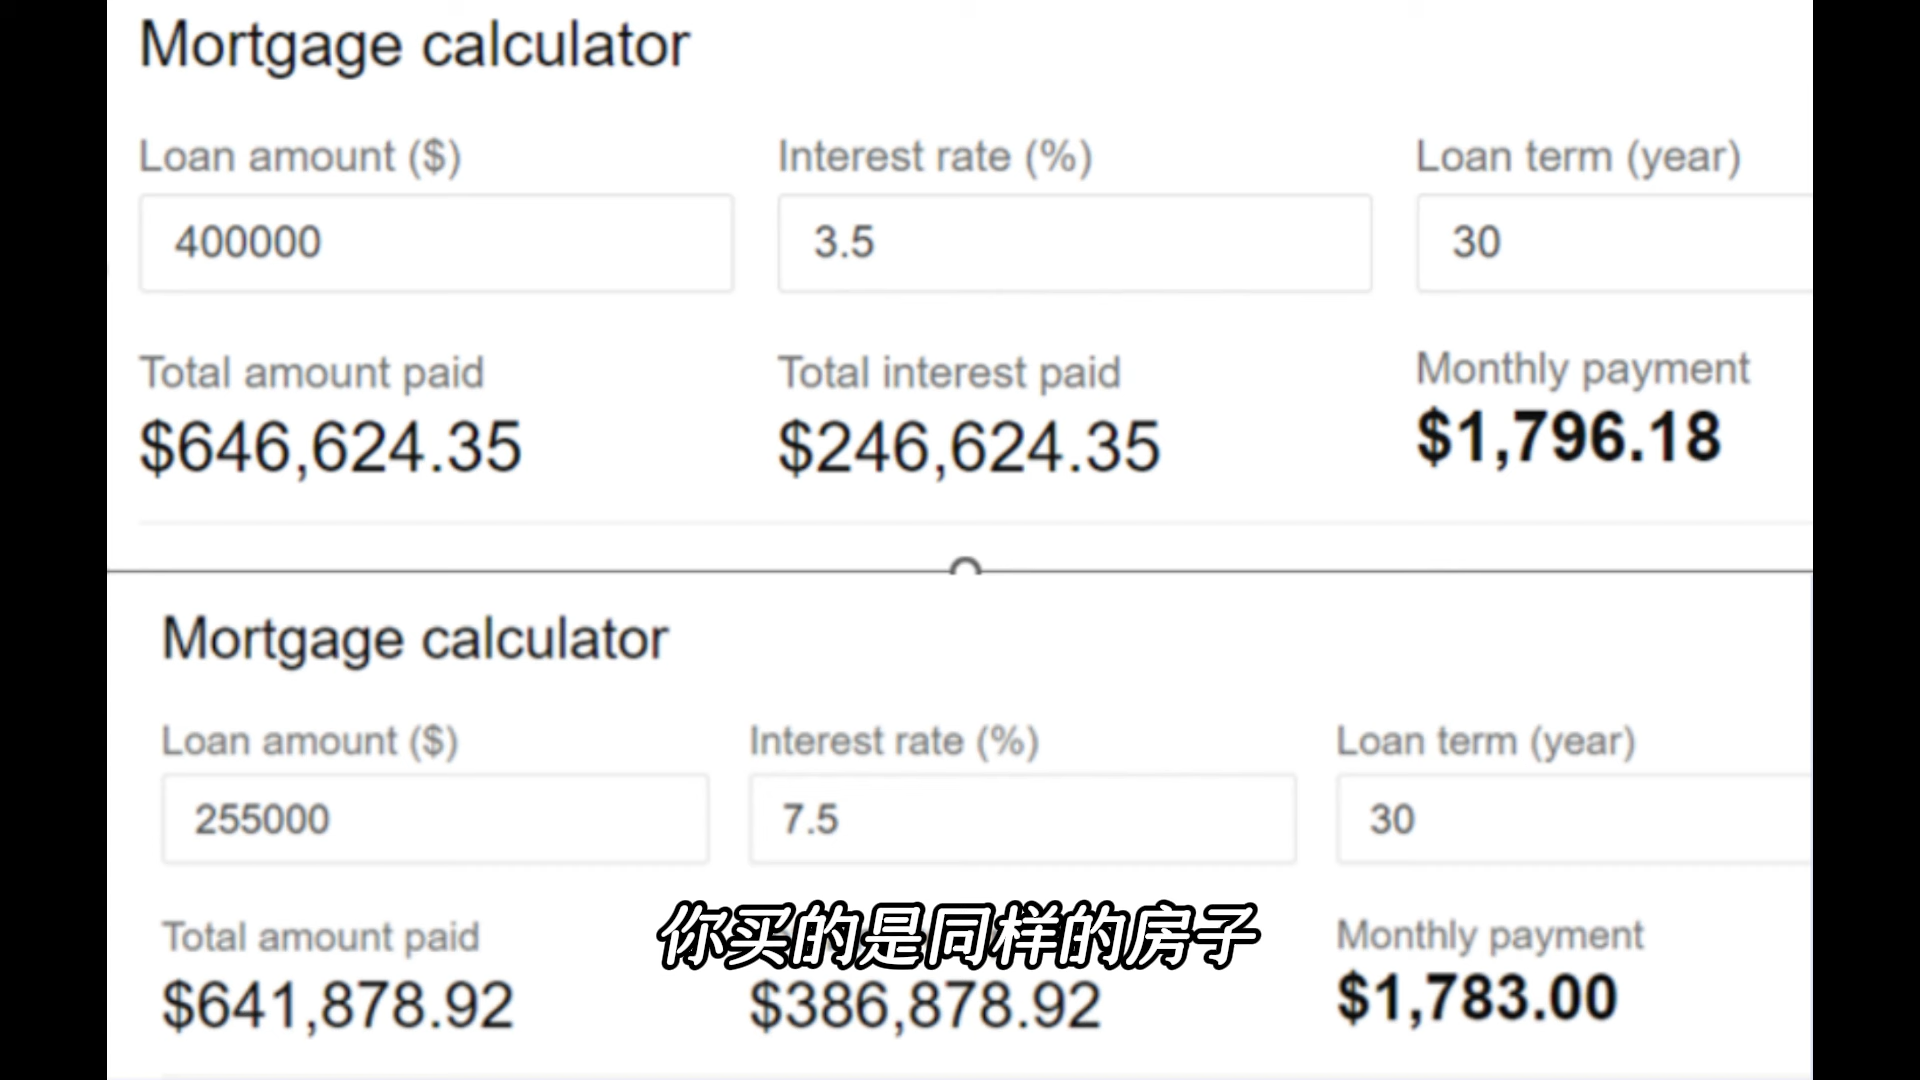 Mortgage calculator
Loan amount ($) Interest rate (%) Loan term (year)
400000 3.5 30
Total amount paid Total interest paid Monthly payment
$646,624.35 $246,624.35 $1,796.18
Mortgage calculator
Loan amount ($) Interest rate (%) Loan term (year)
255000 7.5 30
Total amount paid Monthly payment
你买的是同样的房子
$641,878.92 $386,878.92 $1,783.00